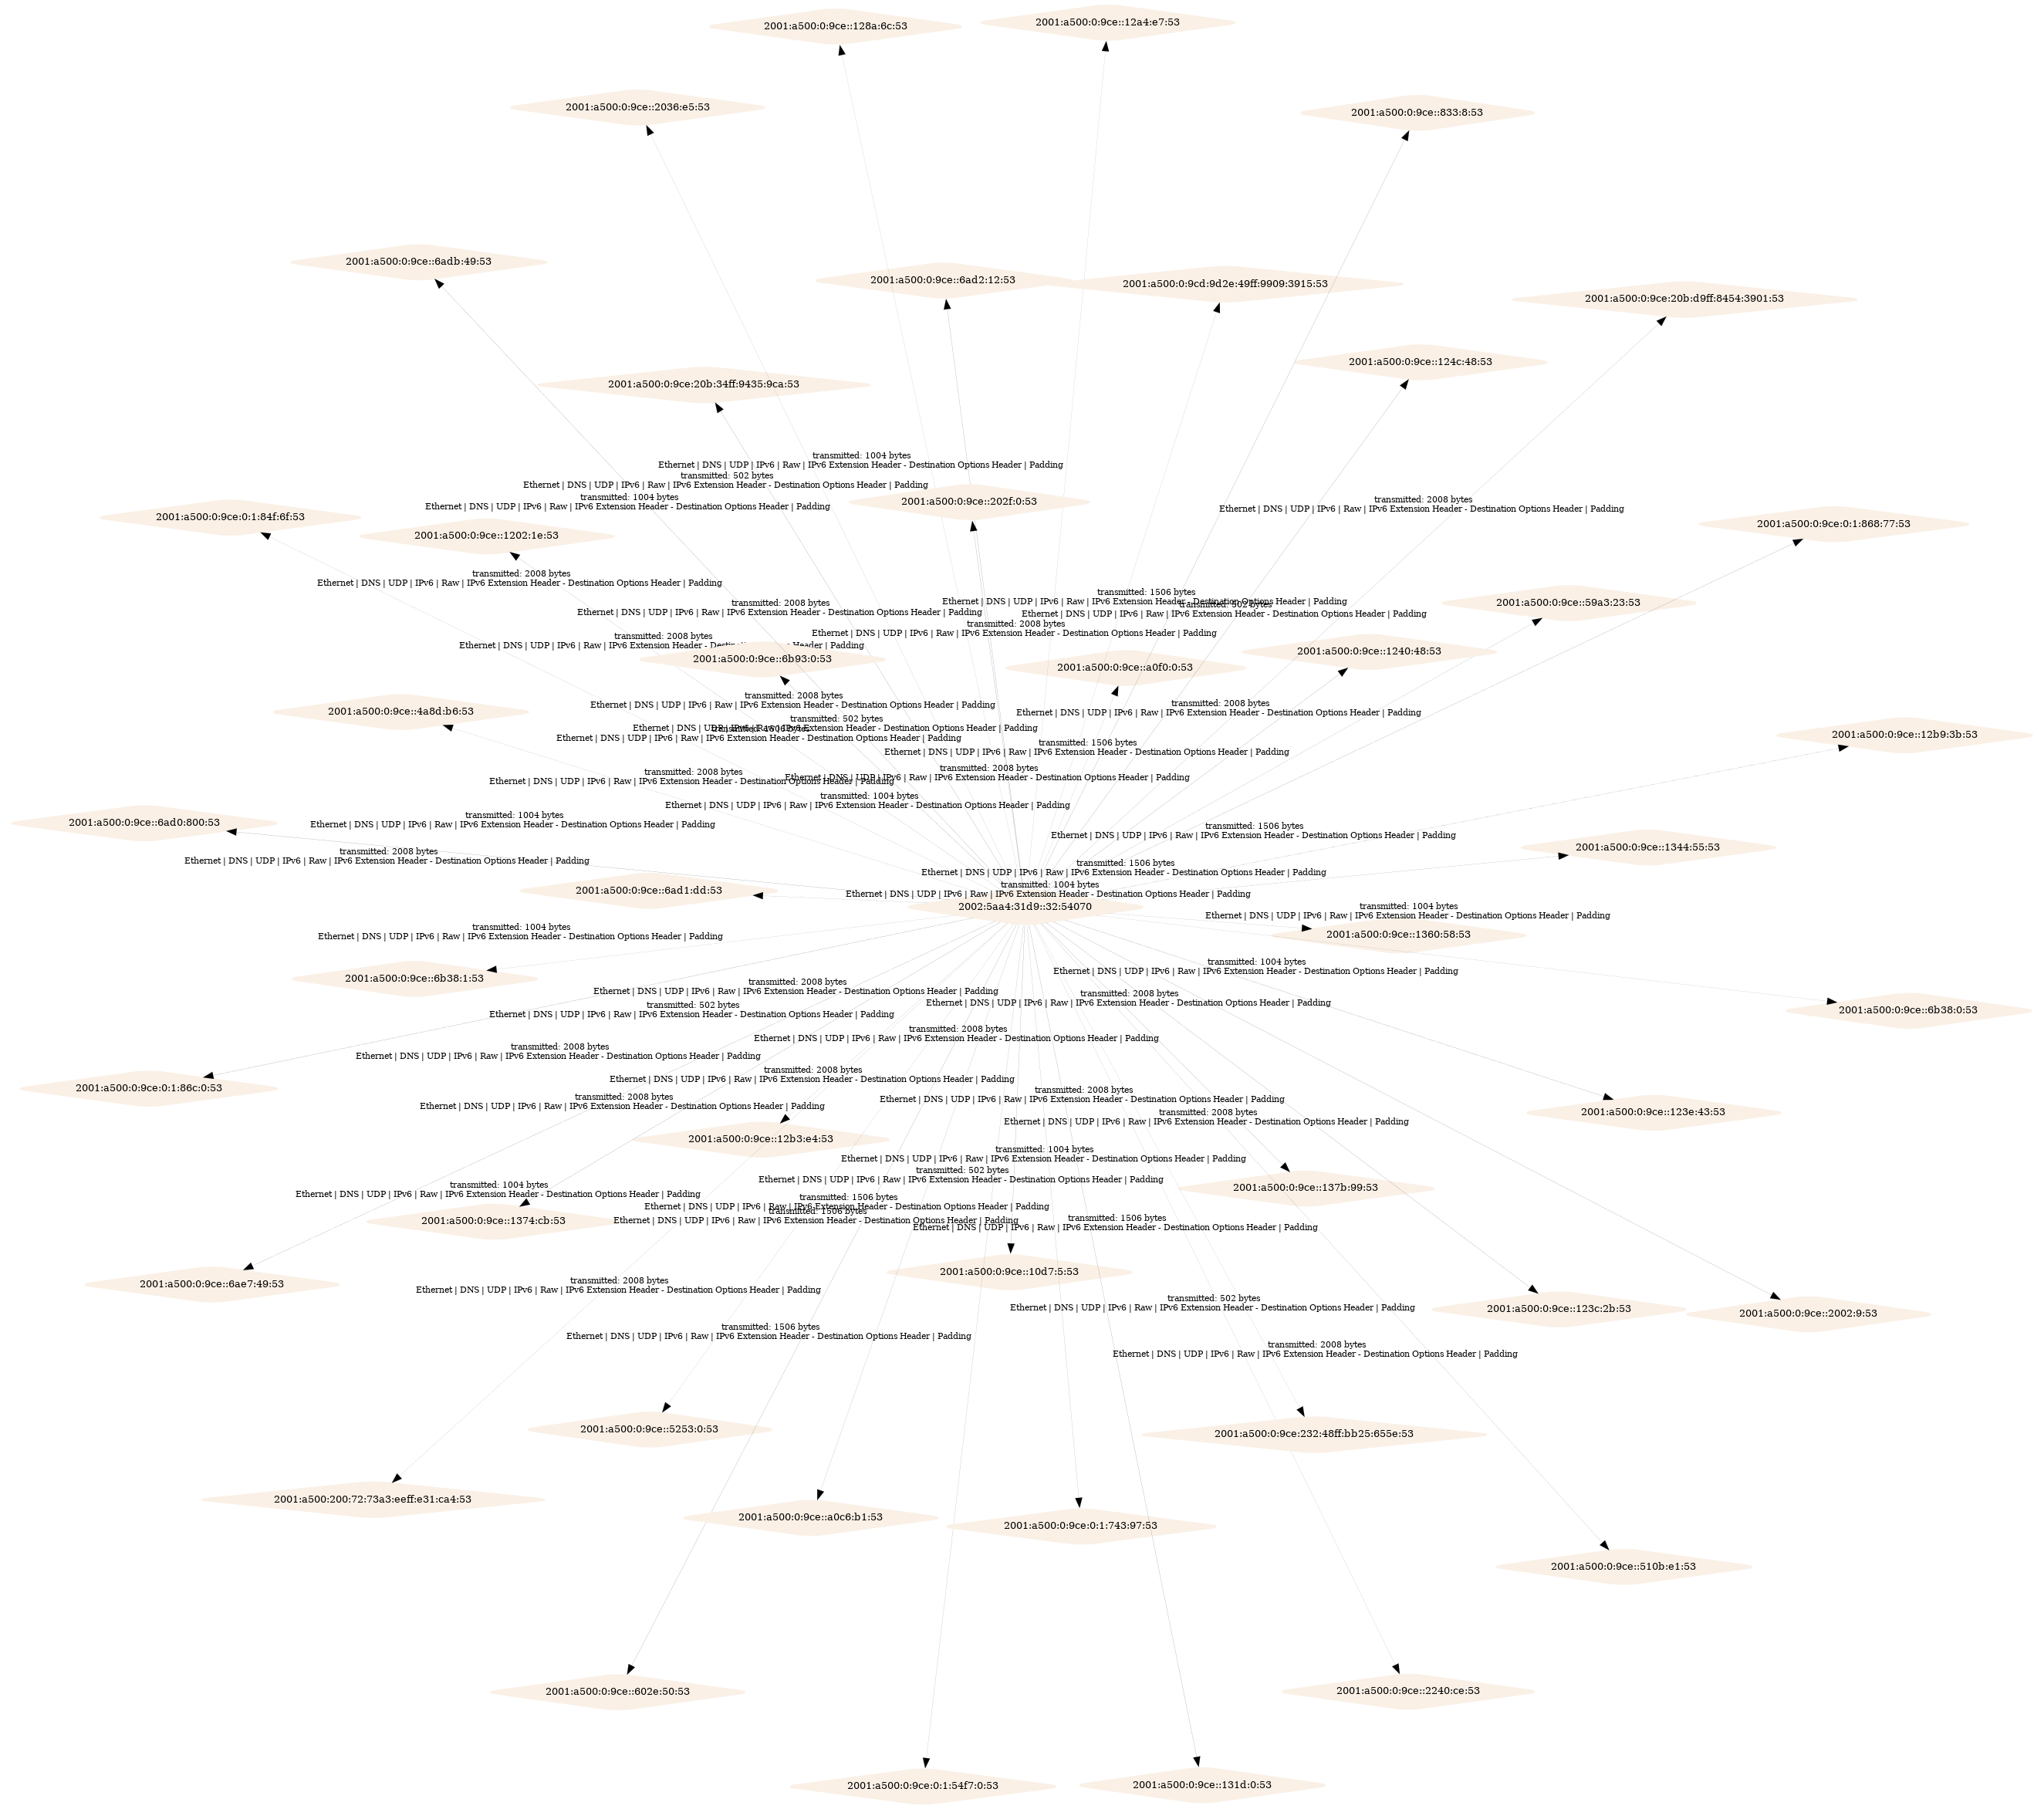 2001:a500:0:9ce::12a4:e7:53
2001:a500:0:9ce::128a:6c:53
2001:a500:0:9ce::2036:e5:53
2001:a500:0:9ce::833:8:53
2001:a500:0:9ce::6adb:49:53
2001:a500:0:9ce::6ad2:12:53
2001:a500:0:9cd:9d2e:49ff:9909:3915:53
2001:a500:0:9ce:20b:d9ff:8454:3901:53
2001:a500:0:9ce::124c:48:53
2001:a500:0:9ce:20b:34ff:9435:9ca:53
transmitted: 1004 bytes
Ethernet | DNS | UDP | IPv6 | Raw | IPv6 Extension Header - Destination Options Header | Padding
transmitted: 502 bytes
Ethernet | DNS | UDP | IPv6 | Raw | IPv6 Extension Header - Destination Options Header | Padding
transmitted: 1004 bytes
Ethernet | DNS | UDP | IPv6 | Raw | IPv6 Extension Header - Destination Options Header | Padding
2001:a500:0:9ce::202f:0:53
transmitted: 2008 bytes
Ethernet | DNS | UDP | IPv6 | Raw | IPv6 Extension Header - Destination Options Header | Padding
2001:a500:0:9ce:0:1:84f:6f:53
2001:a500:0:9ce:0:1:868:77:53
2001:a500:0:9ce::1202:1e:53
transmitted: 2008 bytes
Ethernet | DNS | UDP | IPv6 | Raw | IPv6 Extension Header - Destination Options Header | Padding
transmitted: 1506 bytes
Ethernet | DNS | UDP | IPv6 | Raw | IPv6 Extension Header - Destination Options Header | Padding
transmitted: 2008 bytes
Ethernet | DNS | UDP | IPv6 | Raw | IPv6 Extension Header - Destination Options Header | Padding
transmitted: 502 bytes
Ethernet | DNS | UDP | IPv6 | Raw | IPv6 Extension Header - Destination Options Header | Padding
2001:a500:0:9ce::59a3:23:53
transmitted: 2008 bytes
Ethernet | DNS | UDP | IPv6 | Raw | IPv6 Extension Header - Destination Options Header | Padding
transmitted: 2008 bytes
Ethernet | DNS | UDP | IPv6 | Raw | IPv6 Extension Header - Destination Options Header | Padding
2001:a500:0:9ce::1240:48:53
2001:a500:0:9ce::6b93:0:53
2001:a500:0:9ce::a0f0:0:53
transmitted: 2008 bytes
Ethernet | DNS | UDP | IPv6 | Raw | IPv6 Extension Header - Destination Options Header | Padding
transmitted: 2008 bytes
Ethernet | DNS | UDP | IPv6 | Raw | IPv6 Extension Header - Destination Options Header | Padding
2001:a500:0:9ce::4a8d:b6:53
transmitted: 502 bytes
Ethernet | DNS | UDP | IPv6 | Raw | IPv6 Extension Header - Destination Options Header | Padding
transmitted: 1506 bytes
Ethernet | DNS | UDP | IPv6 | Raw | IPv6 Extension Header - Destination Options Header | Padding
2001:a500:0:9ce::12b9:3b:53
transmitted: 1506 bytes
Ethernet | DNS | UDP | IPv6 | Raw | IPv6 Extension Header - Destination Options Header | Padding
transmitted: 2008 bytes
Ethernet | DNS | UDP | IPv6 | Raw | IPv6 Extension Header - Destination Options Header | Padding
transmitted: 2008 bytes
Ethernet | DNS | UDP | IPv6 | Raw | IPv6 Extension Header - Destination Options Header | Padding
transmitted: 1004 bytes
Ethernet | DNS | UDP | IPv6 | Raw | IPv6 Extension Header - Destination Options Header | Padding
2001:a500:0:9ce::6ad0:800:53
transmitted: 1004 bytes
Ethernet | DNS | UDP | IPv6 | Raw | IPv6 Extension Header - Destination Options Header | Padding
transmitted: 1506 bytes
Ethernet | DNS | UDP | IPv6 | Raw | IPv6 Extension Header - Destination Options Header | Padding
2001:a500:0:9ce::1344:55:53
transmitted: 2008 bytes
Ethernet | DNS | UDP | IPv6 | Raw | IPv6 Extension Header - Destination Options Header | Padding
transmitted: 1506 bytes
Ethernet | DNS | UDP | IPv6 | Raw | IPv6 Extension Header - Destination Options Header | Padding
2001:a500:0:9ce::6ad1:dd:53
transmitted: 1004 bytes
Ethernet | DNS | UDP | IPv6 | Raw | IPv6 Extension Header - Destination Options Header | Padding
2002:5aa4:31d9::32:54070
transmitted: 1004 bytes
Ethernet | DNS | UDP | IPv6 | Raw | IPv6 Extension Header - Destination Options Header | Padding
transmitted: 1004 bytes
Ethernet | DNS | UDP | IPv6 | Raw | IPv6 Extension Header - Destination Options Header | Padding
2001:a500:0:9ce::1360:58:53
transmitted: 1004 bytes
Ethernet | DNS | UDP | IPv6 | Raw | IPv6 Extension Header - Destination Options Header | Padding
2001:a500:0:9ce::6b38:1:53
transmitted: 2008 bytes
Ethernet | DNS | UDP | IPv6 | Raw | IPv6 Extension Header - Destination Options Header | Padding
transmitted: 2008 bytes
Ethernet | DNS | UDP | IPv6 | Raw | IPv6 Extension Header - Destination Options Header | Padding
2001:a500:0:9ce::6b38:0:53
transmitted: 502 bytes
Ethernet | DNS | UDP | IPv6 | Raw | IPv6 Extension Header - Destination Options Header | Padding
transmitted: 2008 bytes
Ethernet | DNS | UDP | IPv6 | Raw | IPv6 Extension Header - Destination Options Header | Padding
transmitted: 2008 bytes
Ethernet | DNS | UDP | IPv6 | Raw | IPv6 Extension Header - Destination Options Header | Padding
transmitted: 2008 bytes
Ethernet | DNS | UDP | IPv6 | Raw | IPv6 Extension Header - Destination Options Header | Padding
2001:a500:0:9ce:0:1:86c:0:53
transmitted: 2008 bytes
Ethernet | DNS | UDP | IPv6 | Raw | IPv6 Extension Header - Destination Options Header | Padding
transmitted: 2008 bytes
Ethernet | DNS | UDP | IPv6 | Raw | IPv6 Extension Header - Destination Options Header | Padding
2001:a500:0:9ce::123e:43:53
transmitted: 2008 bytes
Ethernet | DNS | UDP | IPv6 | Raw | IPv6 Extension Header - Destination Options Header | Padding
2001:a500:0:9ce::12b3:e4:53
transmitted: 1004 bytes
Ethernet | DNS | UDP | IPv6 | Raw | IPv6 Extension Header - Destination Options Header | Padding
transmitted: 502 bytes
Ethernet | DNS | UDP | IPv6 | Raw | IPv6 Extension Header - Destination Options Header | Padding
transmitted: 1004 bytes
Ethernet | DNS | UDP | IPv6 | Raw | IPv6 Extension Header - Destination Options Header | Padding
2001:a500:0:9ce::137b:99:53
transmitted: 1506 bytes
Ethernet | DNS | UDP | IPv6 | Raw | IPv6 Extension Header - Destination Options Header | Padding
transmitted: 1506 bytes
Ethernet | DNS | UDP | IPv6 | Raw | IPv6 Extension Header - Destination Options Header | Padding
2001:a500:0:9ce::1374:cb:53
transmitted: 1506 bytes
Ethernet | DNS | UDP | IPv6 | Raw | IPv6 Extension Header - Destination Options Header | Padding
2001:a500:0:9ce::10d7:5:53
2001:a500:0:9ce::6ae7:49:53
transmitted: 2008 bytes
Ethernet | DNS | UDP | IPv6 | Raw | IPv6 Extension Header - Destination Options Header | Padding
transmitted: 502 bytes
Ethernet | DNS | UDP | IPv6 | Raw | IPv6 Extension Header - Destination Options Header | Padding
2001:a500:0:9ce::123c:2b:53
2001:a500:0:9ce::2002:9:53
transmitted: 1506 bytes
Ethernet | DNS | UDP | IPv6 | Raw | IPv6 Extension Header - Destination Options Header | Padding
transmitted: 2008 bytes
Ethernet | DNS | UDP | IPv6 | Raw | IPv6 Extension Header - Destination Options Header | Padding
2001:a500:0:9ce::5253:0:53
2001:a500:0:9ce:232:48ff:bb25:655e:53
2001:a500:200:72:73a3:eeff:e31:ca4:53
2001:a500:0:9ce::a0c6:b1:53
2001:a500:0:9ce:0:1:743:97:53
2001:a500:0:9ce::510b:e1:53
2001:a500:0:9ce::602e:50:53
2001:a500:0:9ce::2240:ce:53
2001:a500:0:9ce:0:1:54f7:0:53
2001:a500:0:9ce::131d:0:53